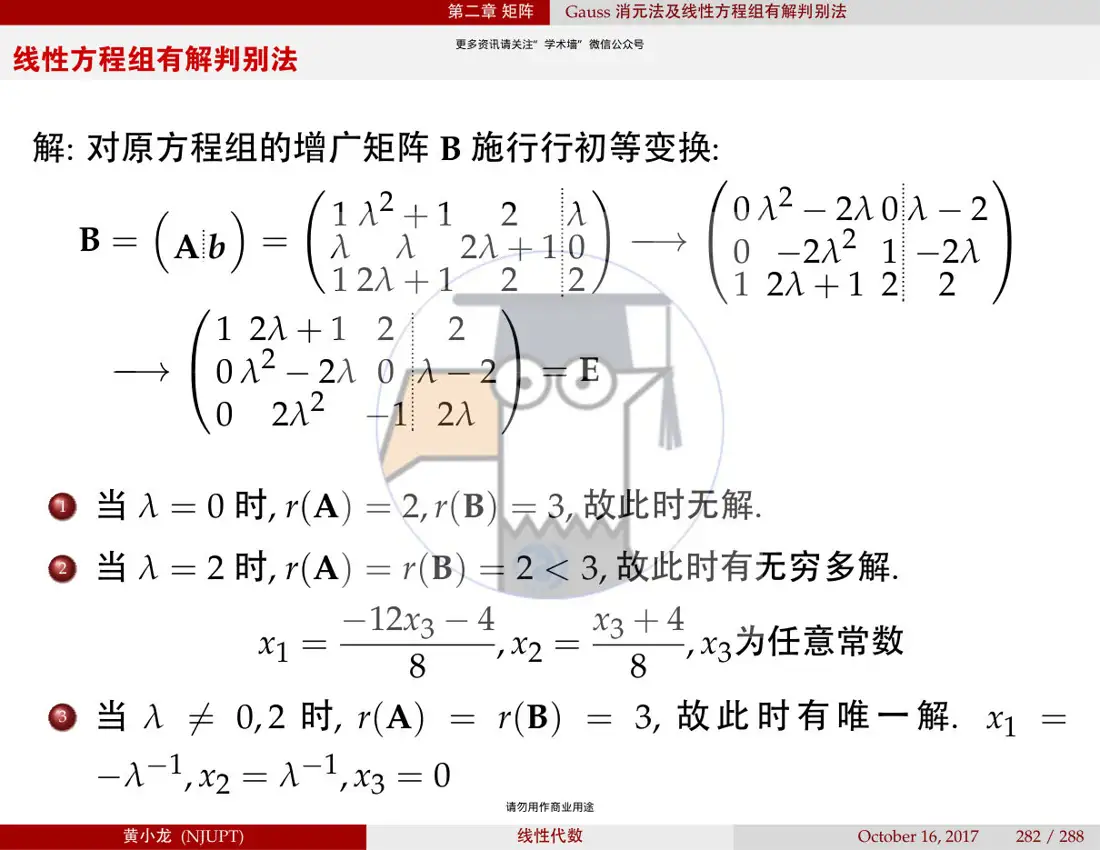 第二章 矩阵 Gauss 消元法及线性方程组有解判别法
更多资讯请关注“学术墙”微信公众号
线性方程组有解判别法
解: 对原方程组的增广矩阵 B 施行行初等变换:
B = (A⋮b) = ( 1 λ² + 1 2 ⋮ λ ; λ λ 2λ + 1 ⋮ 0 ; 1 2λ + 1 2 ⋮ 2 ) ⟶ ( 0 λ² − 2λ 0 ⋮ λ − 2 ; 0 −2λ² 1 ⋮ −2λ ; 1 2λ + 1 2 ⋮ 2 )
⟶ ( 1 2λ + 1 2 ⋮ 2 ; 0 λ² − 2λ 0 ⋮ λ − 2 ; 0 2λ² −1 ⋮ 2λ ) = E
1 当 λ = 0 时, r(A) = 2, r(B) = 3, 故此时无解.
2 当 λ = 2 时, r(A) = r(B) = 2 < 3, 故此时有无穷多解.
x₁ = (−12x₃ − 4)/8, x₂ = (x₃ + 4)/8, x₃为任意常数
3 当 λ ≠ 0, 2 时, r(A) = r(B) = 3, 故此时有唯一解. x₁ =
−λ⁻¹, x₂ = λ⁻¹, x₃ = 0
请勿用作商业用途
黄小龙 (NJUPT) 线性代数 October 16, 2017 282 / 288